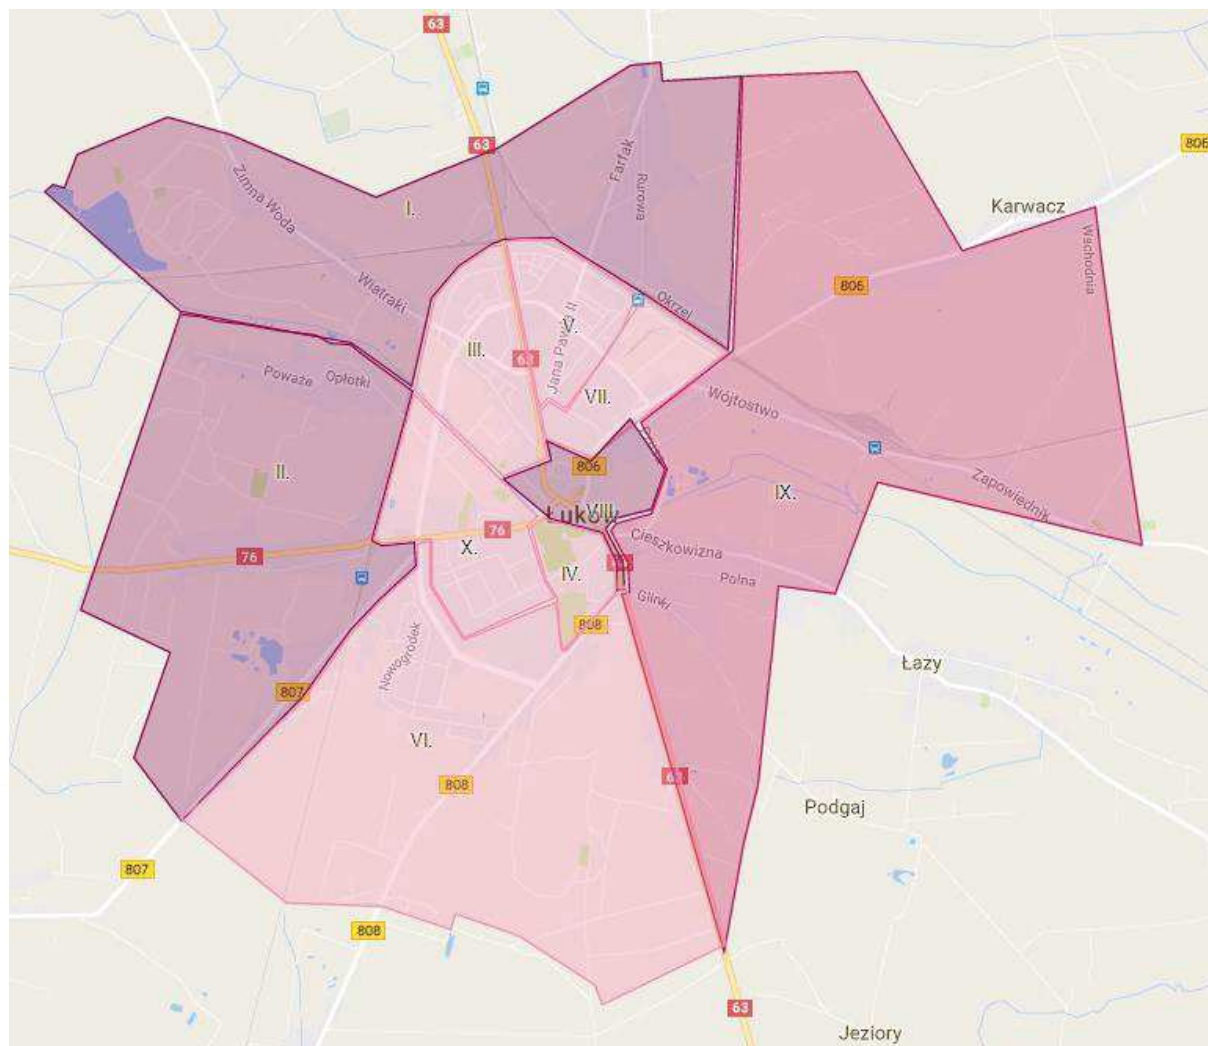 63
63
806
Farfak
Rurowa
Zimna Woda
I.
Karwacz
Wschodnia
Wiatraki
806
Okrzei
V.
Jana Pawła II
III.
63
Poważe
Opłotki
VII.
Wójtostwo
806
II.
IX.
Zapowiednik
VIII.
Łuków
76
76
X.
Cieszkowizna
IV.
Polna
Glinki
808
Nowogródek
Łazy
807
VI.
63
808
Podgaj
807
808
63
Jeziory